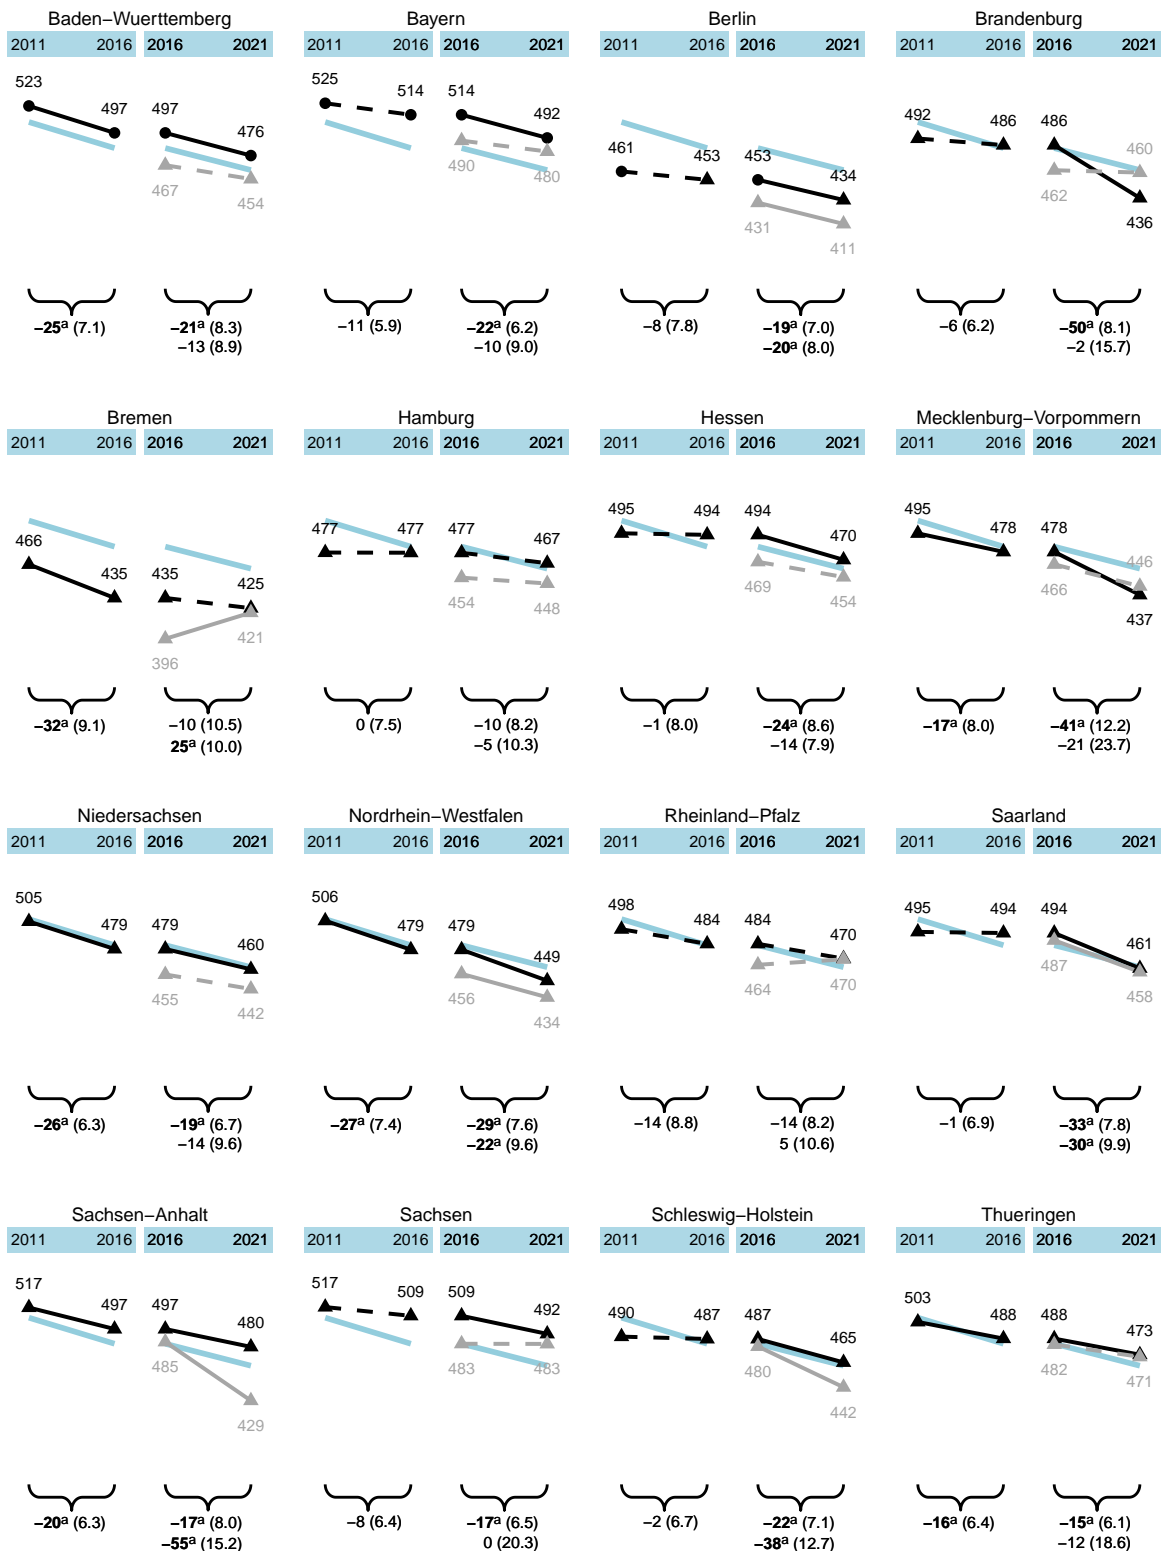 Baden−Wuerttemberg
2011 2016 2016 2021
523
497
497
476
467
454
−25ᵃ (7.1)
−21ᵃ (8.3)
−13 (8.9)
Bayern
2011 2016 2016 2021
525
514
514
492
490
480
−11 (5.9)
−22ᵃ (6.2)
−10 (9.0)
Berlin
2011 2016 2016 2021
461
453
453
434
431
411
−8 (7.8)
−19ᵃ (7.0)
−20ᵃ (8.0)
Brandenburg
2011 2016 2016 2021
492
486
486
460
462
436
−6 (6.2)
−50ᵃ (8.1)
−2 (15.7)
Bremen
2011 2016 2016 2021
466
435
435
425
396
421
−32ᵃ (9.1)
−10 (10.5)
25ᵃ (10.0)
Hamburg
2011 2016 2016 2021
477
477
477
467
454
448
0 (7.5)
−10 (8.2)
−5 (10.3)
Hessen
2011 2016 2016 2021
495
494
494
470
469
454
−1 (8.0)
−24ᵃ (8.6)
−14 (7.9)
Mecklenburg−Vorpommern
2011 2016 2016 2021
495
478
478
446
466
437
−17ᵃ (8.0)
−41ᵃ (12.2)
−21 (23.7)
Niedersachsen
2011 2016 2016 2021
505
479
479
460
455
442
−26ᵃ (6.3)
−19ᵃ (6.7)
−14 (9.6)
Nordrhein−Westfalen
2011 2016 2016 2021
506
479
479
449
456
434
−27ᵃ (7.4)
−29ᵃ (7.6)
−22ᵃ (9.6)
Rheinland−Pfalz
2011 2016 2016 2021
498
484
484
470
464
470
−14 (8.8)
−14 (8.2)
5 (10.6)
Saarland
2011 2016 2016 2021
495
494
494
461
487
458
−1 (6.9)
−33ᵃ (7.8)
−30ᵃ (9.9)
Sachsen−Anhalt
2011 2016 2016 2021
517
497
497
480
485
429
−20ᵃ (6.3)
−17ᵃ (8.0)
−55ᵃ (15.2)
Sachsen
2011 2016 2016 2021
517
509
509
492
483
483
−8 (6.4)
−17ᵃ (6.5)
0 (20.3)
Schleswig−Holstein
2011 2016 2016 2021
490
487
487
465
480
442
−2 (6.7)
−22ᵃ (7.1)
−38ᵃ (12.7)
Thueringen
2011 2016 2016 2021
503
488
488
473
482
471
−16ᵃ (6.4)
−15ᵃ (6.1)
−12 (18.6)